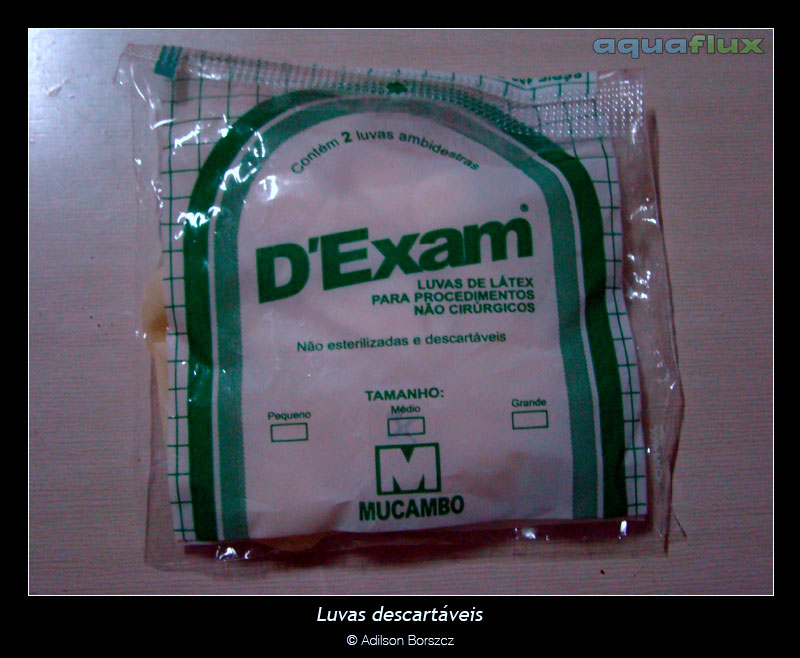 aquaflux
Contém 2 luvas ambidestras
D'Exam®
LUVAS DE LÁTEX
PARA PROCEDIMENTOS
NÃO CIRÚRGICOS
Não esterilizadas e descartáveis
TAMANHO:
Pequeno Médio Grande
M
MUCAMBO
Luvas descartáveis
© Adilson Borszcz